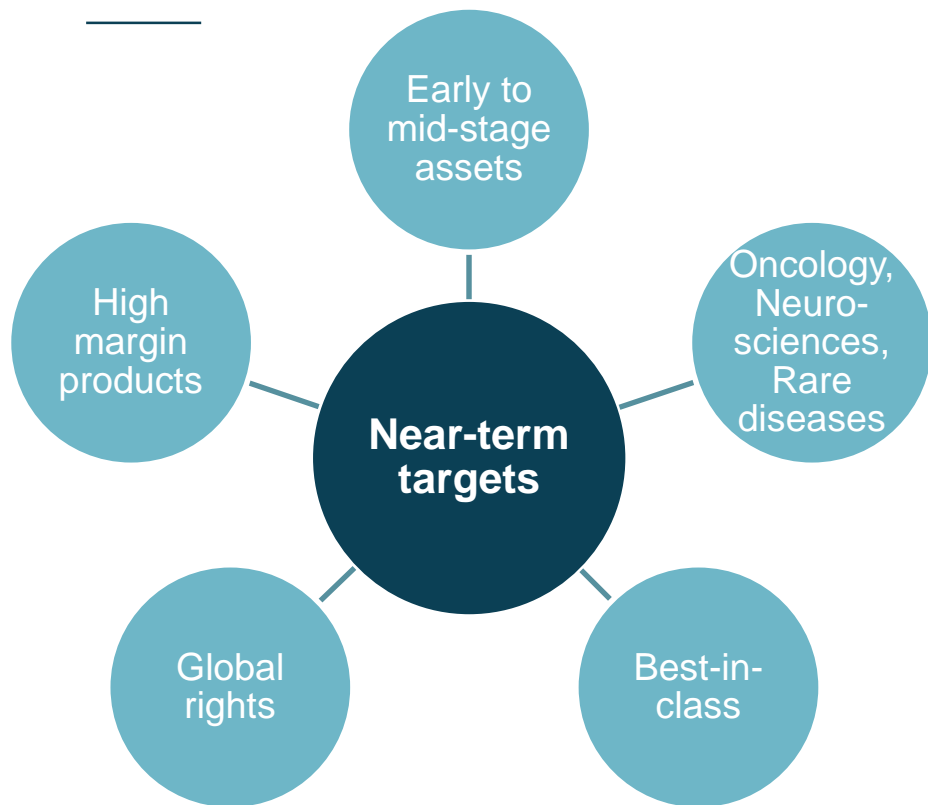 Early to
mid-stage
assets
Oncology,
Neuro-
sciences,
Rare
diseases
High
margin
products
Near-term
targets
Global
rights
Best-in-
class